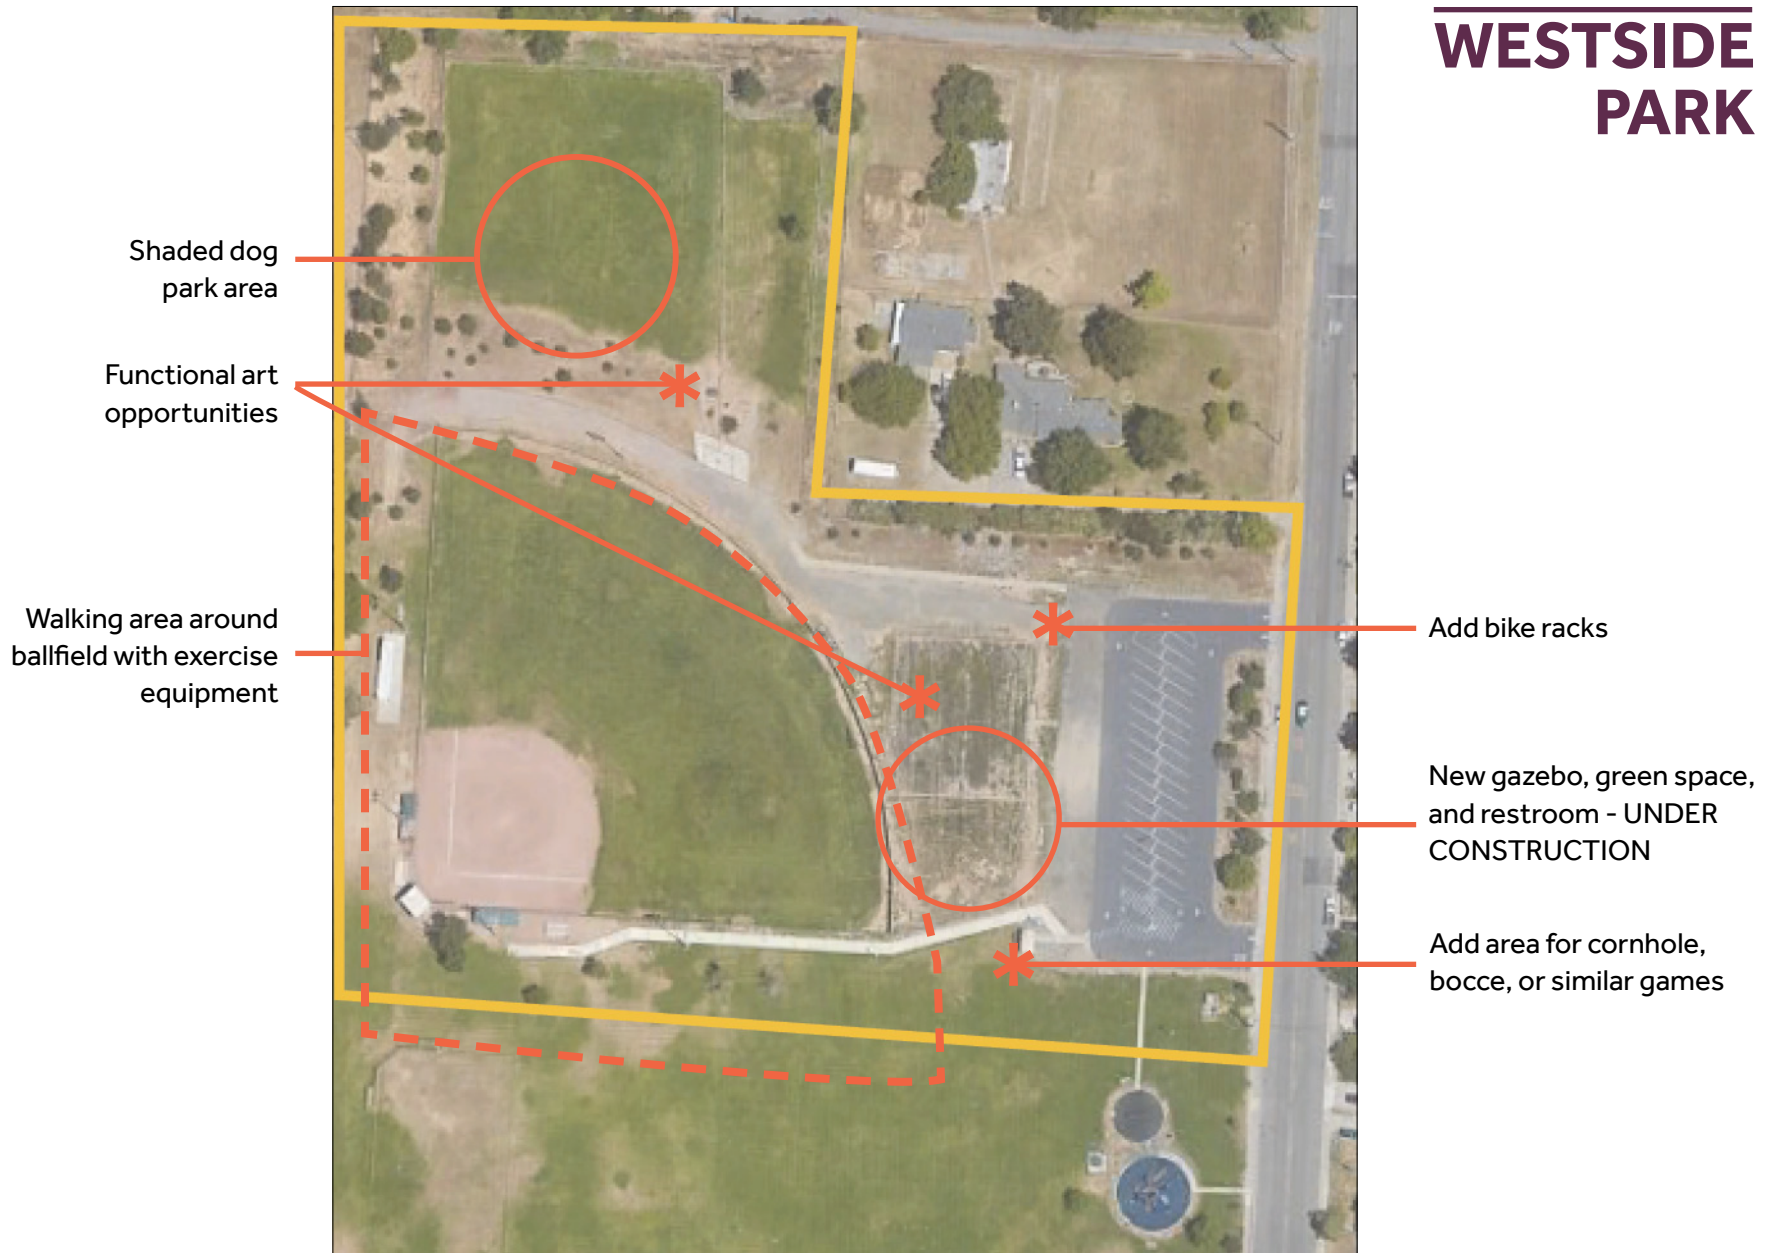 WESTSIDE
PARK
Shaded dog
park area
Functional art
opportunities
Walking area around
ballfield with exercise
equipment
Add bike racks
New gazebo, green space,
and restroom - UNDER
CONSTRUCTION
Add area for cornhole,
bocce, or similar games